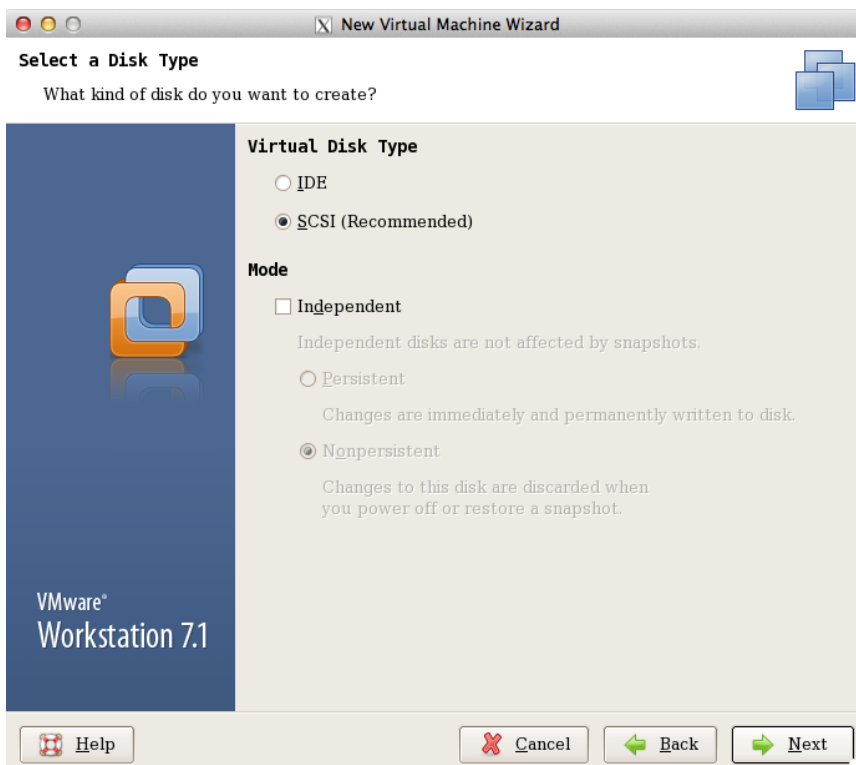 New Virtual Machine Wizard
Select a Disk Type
What kind of disk do you want to create?
Virtual Disk Type
IDE
SCSI (Recommended)
Mode
Independent
Independent disks are not affected by snapshots.
Persistent
Changes are immediately and permanently written to disk.
Nonpersistent
Changes to this disk are discarded when
you power off or restore a snapshot.
VMware®
Workstation 7.1
Help
Cancel
Back
Next